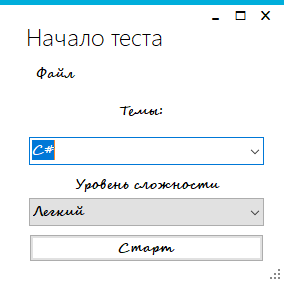 Начало теста
Файл
Темы:
C#
Уровень сложности
Легкий
Старт